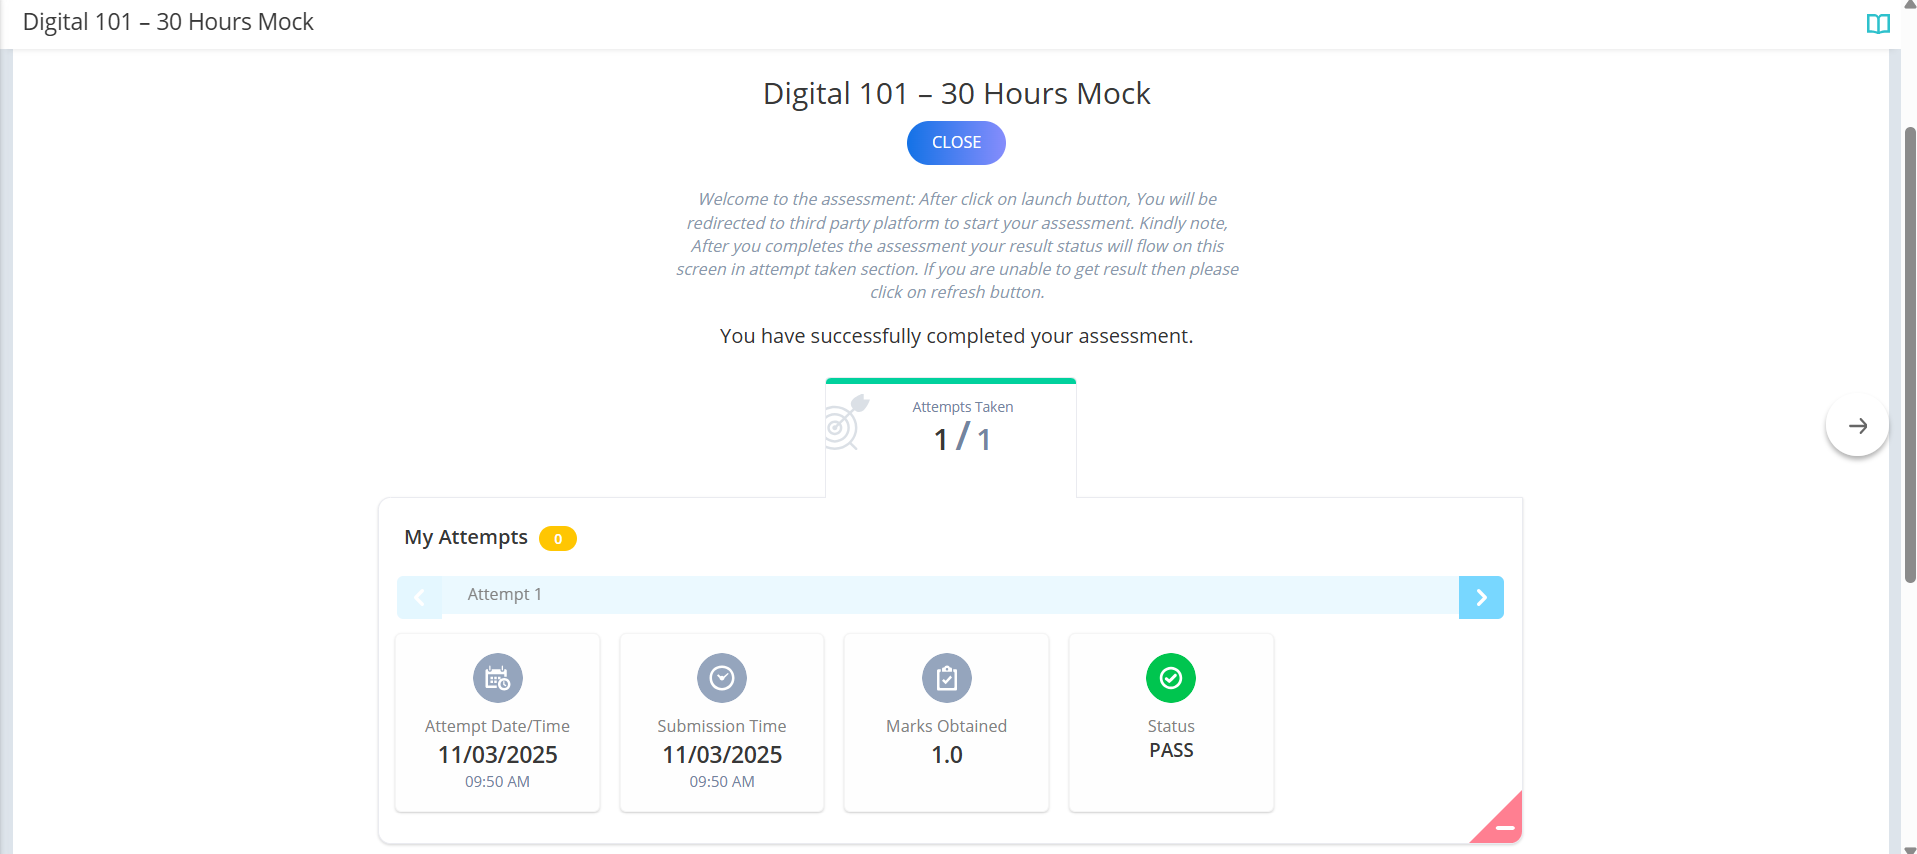 Digital 101 – 30 Hours Mock
Digital 101 – 30 Hours Mock
CLOSE
Welcome to the assessment: After click on launch button, You will be
redirected to third party platform to start your assessment. Kindly note,
After you completes the assessment your result status will flow on this
screen in attempt taken section. If you are unable to get result then please
click on refresh button.
You have successfully completed your assessment.
Attempts Taken
1 / 1
My Attempts 0
Attempt 1
Attempt Date/Time
11/03/2025
09:50 AM
Submission Time
11/03/2025
09:50 AM
Marks Obtained
1.0
Status
PASS